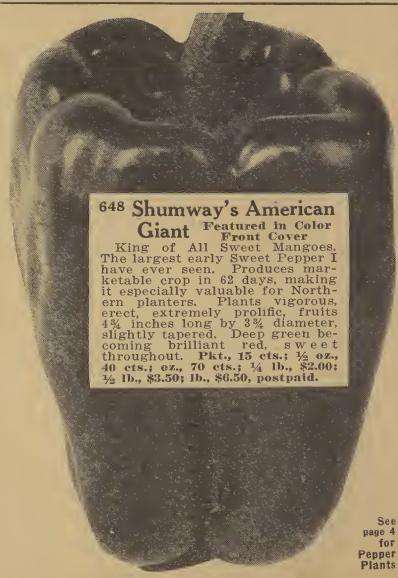 648 Shumway's American
Giant Featured in Color
Front Cover
King of All Sweet Mangoes.
The largest early Sweet Pepper I
have ever seen. Produces mar-
ketable crop in 62 days, making
it especially valuable for North-
ern planters. Plants vigorous,
erect, extremely prolific, fruits
4¾ inches long by 3¾ diameter,
slightly tapered. Deep green be-
coming brilliant red, sweet
throughout. Pkt., 15 cts.; ½ oz.,
40 cts.; oz., 70 cts.; ¼ lb., $2.00;
½ lb., $3.50; lb., $6.50, postpaid.
See
page 4
for
Pepper
Plants